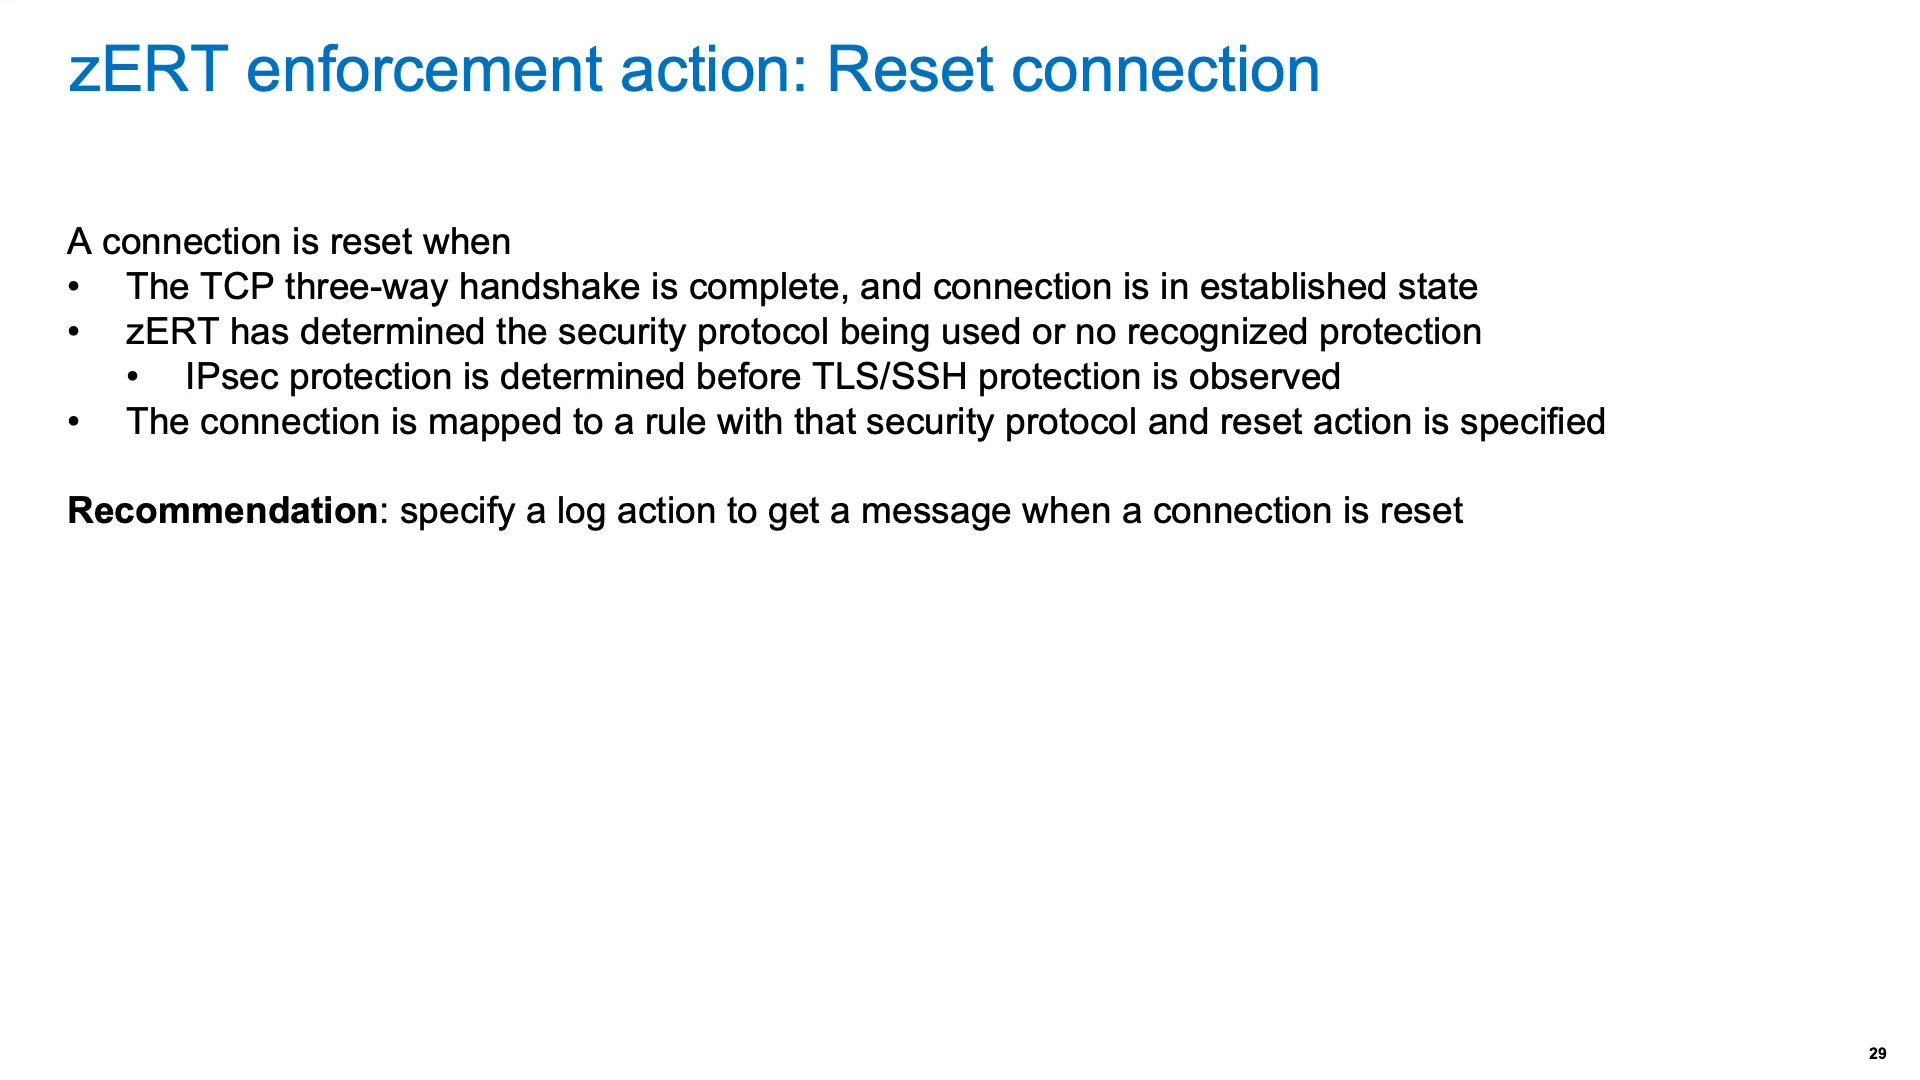 zERT enforcement action: Reset connection
A connection is reset when
• The TCP three-way handshake is complete, and connection is in established state
• zERT has determined the security protocol being used or no recognized protection
• IPsec protection is determined before TLS/SSH protection is observed
• The connection is mapped to a rule with that security protocol and reset action is specified
Recommendation: specify a log action to get a message when a connection is reset
29